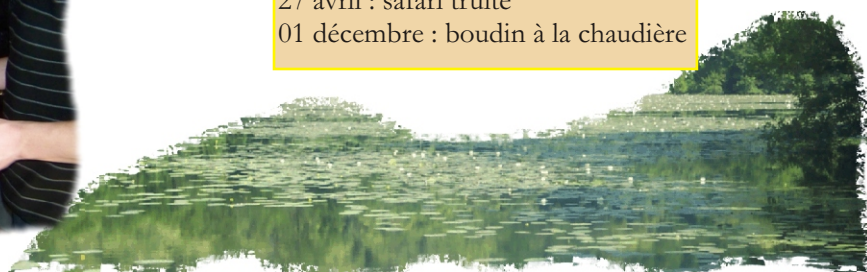 27 avril : safari truite
01 décembre : boudin à la chaudière